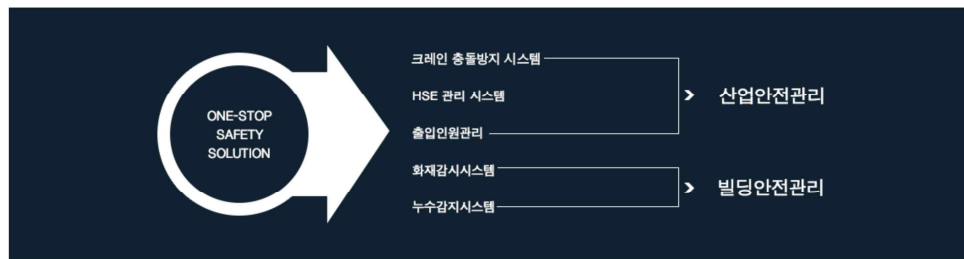 ONE-STOP
SAFETY
SOLUTION
크레인 충돌방지 시스템
HSE 관리 시스템
출입인원관리
산업안전관리
화재감시시스템
누수감지시스템
빌딩안전관리